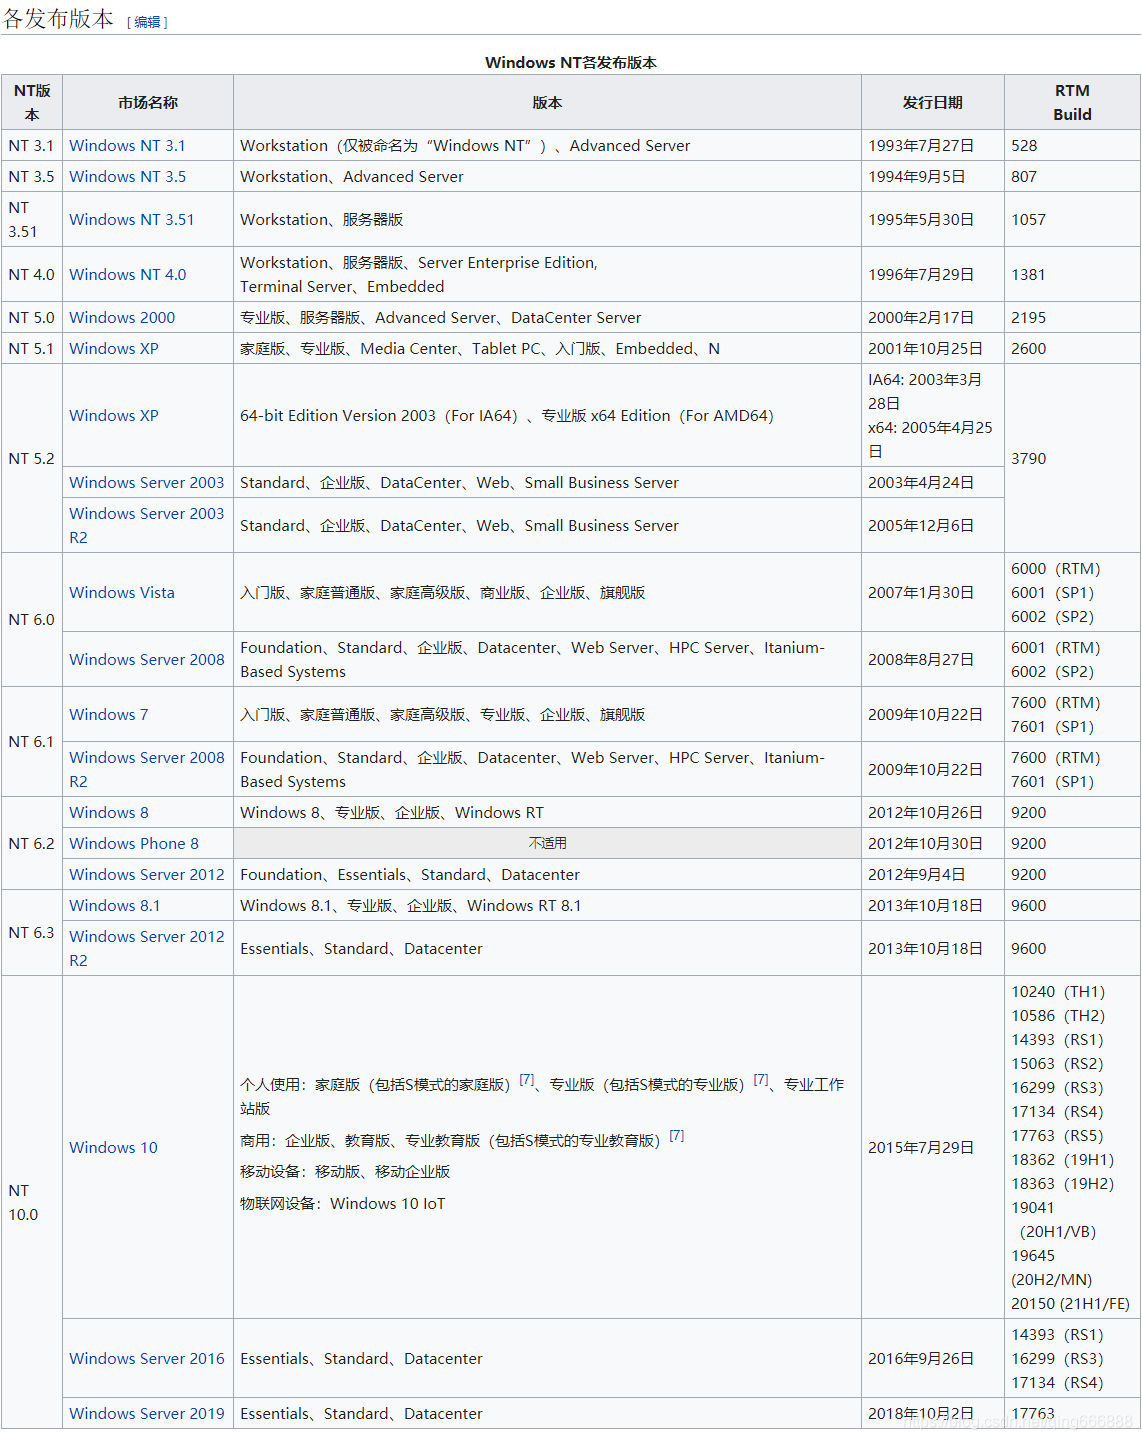 各发布版本 [ 编辑 ]
Windows NT各发布版本
NT版
本
市场名称
版本
发行日期
RTM
Build
NT 3.1
Windows NT 3.1
Workstation（仅被命名为“Windows NT”）、Advanced Server
1993年7月27日
528
NT 3.5
Windows NT 3.5
Workstation、Advanced Server
1994年9月5日
807
NT
3.51
Windows NT 3.51
Workstation、服务器版
1995年5月30日
1057
NT 4.0
Windows NT 4.0
Workstation、服务器版、Server Enterprise Edition,
Terminal Server、Embedded
1996年7月29日
1381
NT 5.0
Windows 2000
专业版、服务器版、Advanced Server、DataCenter Server
2000年2月17日
2195
NT 5.1
Windows XP
家庭版、专业版、Media Center、Tablet PC、入门版、Embedded、N
2001年10月25日
2600
NT 5.2
Windows XP
64-bit Edition Version 2003（For IA64）、专业版 x64 Edition（For AMD64）
IA64: 2003年3月
28日
x64: 2005年4月25
日
3790
Windows Server 2003
Standard、企业版、DataCenter、Web、Small Business Server
2003年4月24日
Windows Server 2003
R2
Standard、企业版、DataCenter、Web、Small Business Server
2005年12月6日
NT 6.0
Windows Vista
入门版、家庭普通版、家庭高级版、商业版、企业版、旗舰版
2007年1月30日
6000（RTM）
6001（SP1）
6002（SP2）
Windows Server 2008
Foundation、Standard、企业版、Datacenter、Web Server、HPC Server、Itanium-
Based Systems
2008年8月27日
6001（RTM）
6002（SP2）
NT 6.1
Windows 7
入门版、家庭普通版、家庭高级版、专业版、企业版、旗舰版
2009年10月22日
7600（RTM）
7601（SP1）
Windows Server 2008
R2
Foundation、Standard、企业版、Datacenter、Web Server、HPC Server、Itanium-
Based Systems
2009年10月22日
7600（RTM）
7601（SP1）
NT 6.2
Windows 8
Windows 8、专业版、企业版、Windows RT
2012年10月26日
9200
Windows Phone 8
不适用
2012年10月30日
9200
Windows Server 2012
Foundation、Essentials、Standard、Datacenter
2012年9月4日
9200
NT 6.3
Windows 8.1
Windows 8.1、专业版、企业版、Windows RT 8.1
2013年10月18日
9600
Windows Server 2012
R2
Essentials、Standard、Datacenter
2013年10月18日
9600
NT
10.0
Windows 10
个人使用：家庭版（包括S模式的家庭版）[7]、专业版（包括S模式的专业版）[7]、专业工作
站版
商用：企业版、教育版、专业教育版（包括S模式的专业教育版）[7]
移动设备：移动版、移动企业版
物联网设备：Windows 10 IoT
2015年7月29日
10240（TH1）
10586（TH2）
14393（RS1）
15063（RS2）
16299（RS3）
17134（RS4）
17763（RS5）
18362（19H1）
18363（19H2）
19041
（20H1/VB）
19645
(20H2/MN)
20150 (21H1/FE)
Windows Server 2016
Essentials、Standard、Datacenter
2016年9月26日
14393（RS1）
16299（RS3）
17134（RS4）
Windows Server 2019
Essentials、Standard、Datacenter
2018年10月2日
17763